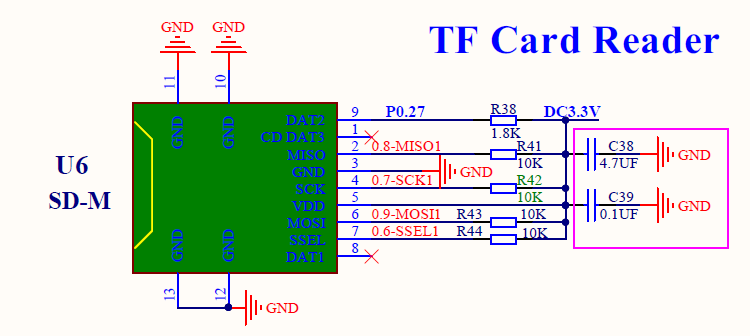 TF Card Reader
GND GND
11 10
GND GND
U6
SD-M
DAT2 9 P0.27 R38 1.8K DC3.3V
CD DAT3 1
MISO 2 0.8-MISO1 R41 10K
GND 3 GND
SCK 4 0.7-SCK1 R42 10K
VDD 5
MOSI 6 0.9-MOSI1 R43 10K
SSEL 7 0.6-SSEL1 R44 10K
DAT1 8
C38 4.7UF GND
C39 0.1UF GND
GND GND
13 12
GND